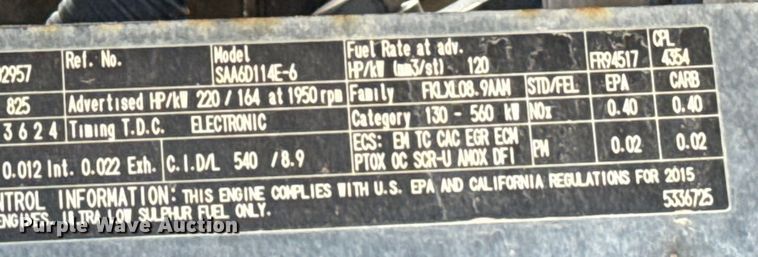 2957 Ref. No. Model SAA6D114E-6 Fuel Rate at adv. HP/kW (mm3/st) 120 FR94517 CPL 4354
825 Advertised HP/kW 220 / 164 at 1950 rpm Family FKLXL08.9AAM STD/FEL EPA CARB
3624 Timing T.D.C. ELECTRONIC Category 130 - 560 kW NOx 0.40 0.40
0.012 Int. 0.022 Exh. C.I.D/L 540 /8.9 ECS: EM TC CAC EGR ECM PTOX OC SCR-U AMOX DFI PM 0.02 0.02
NTROL INFORMATION: THIS ENGINE COMPLIES WITH U.S. EPA AND CALIFORNIA REGULATIONS FOR 2015
ENGINES. ULTRA LOW SULPHUR FUEL ONLY. 5336725
Purple Wave Auction